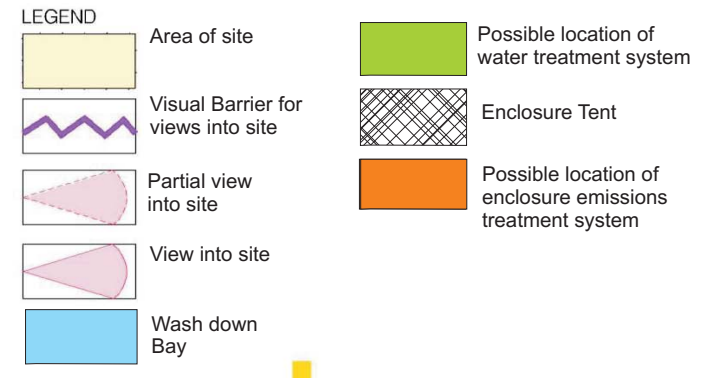 LEGEND
Area of site
Visual Barrier for
views into site
Partial view
into site
View into site
Wash down
Bay
Possible location of
water treatment system
Enclosure Tent
Possible location of
enclosure emissions
treatment system